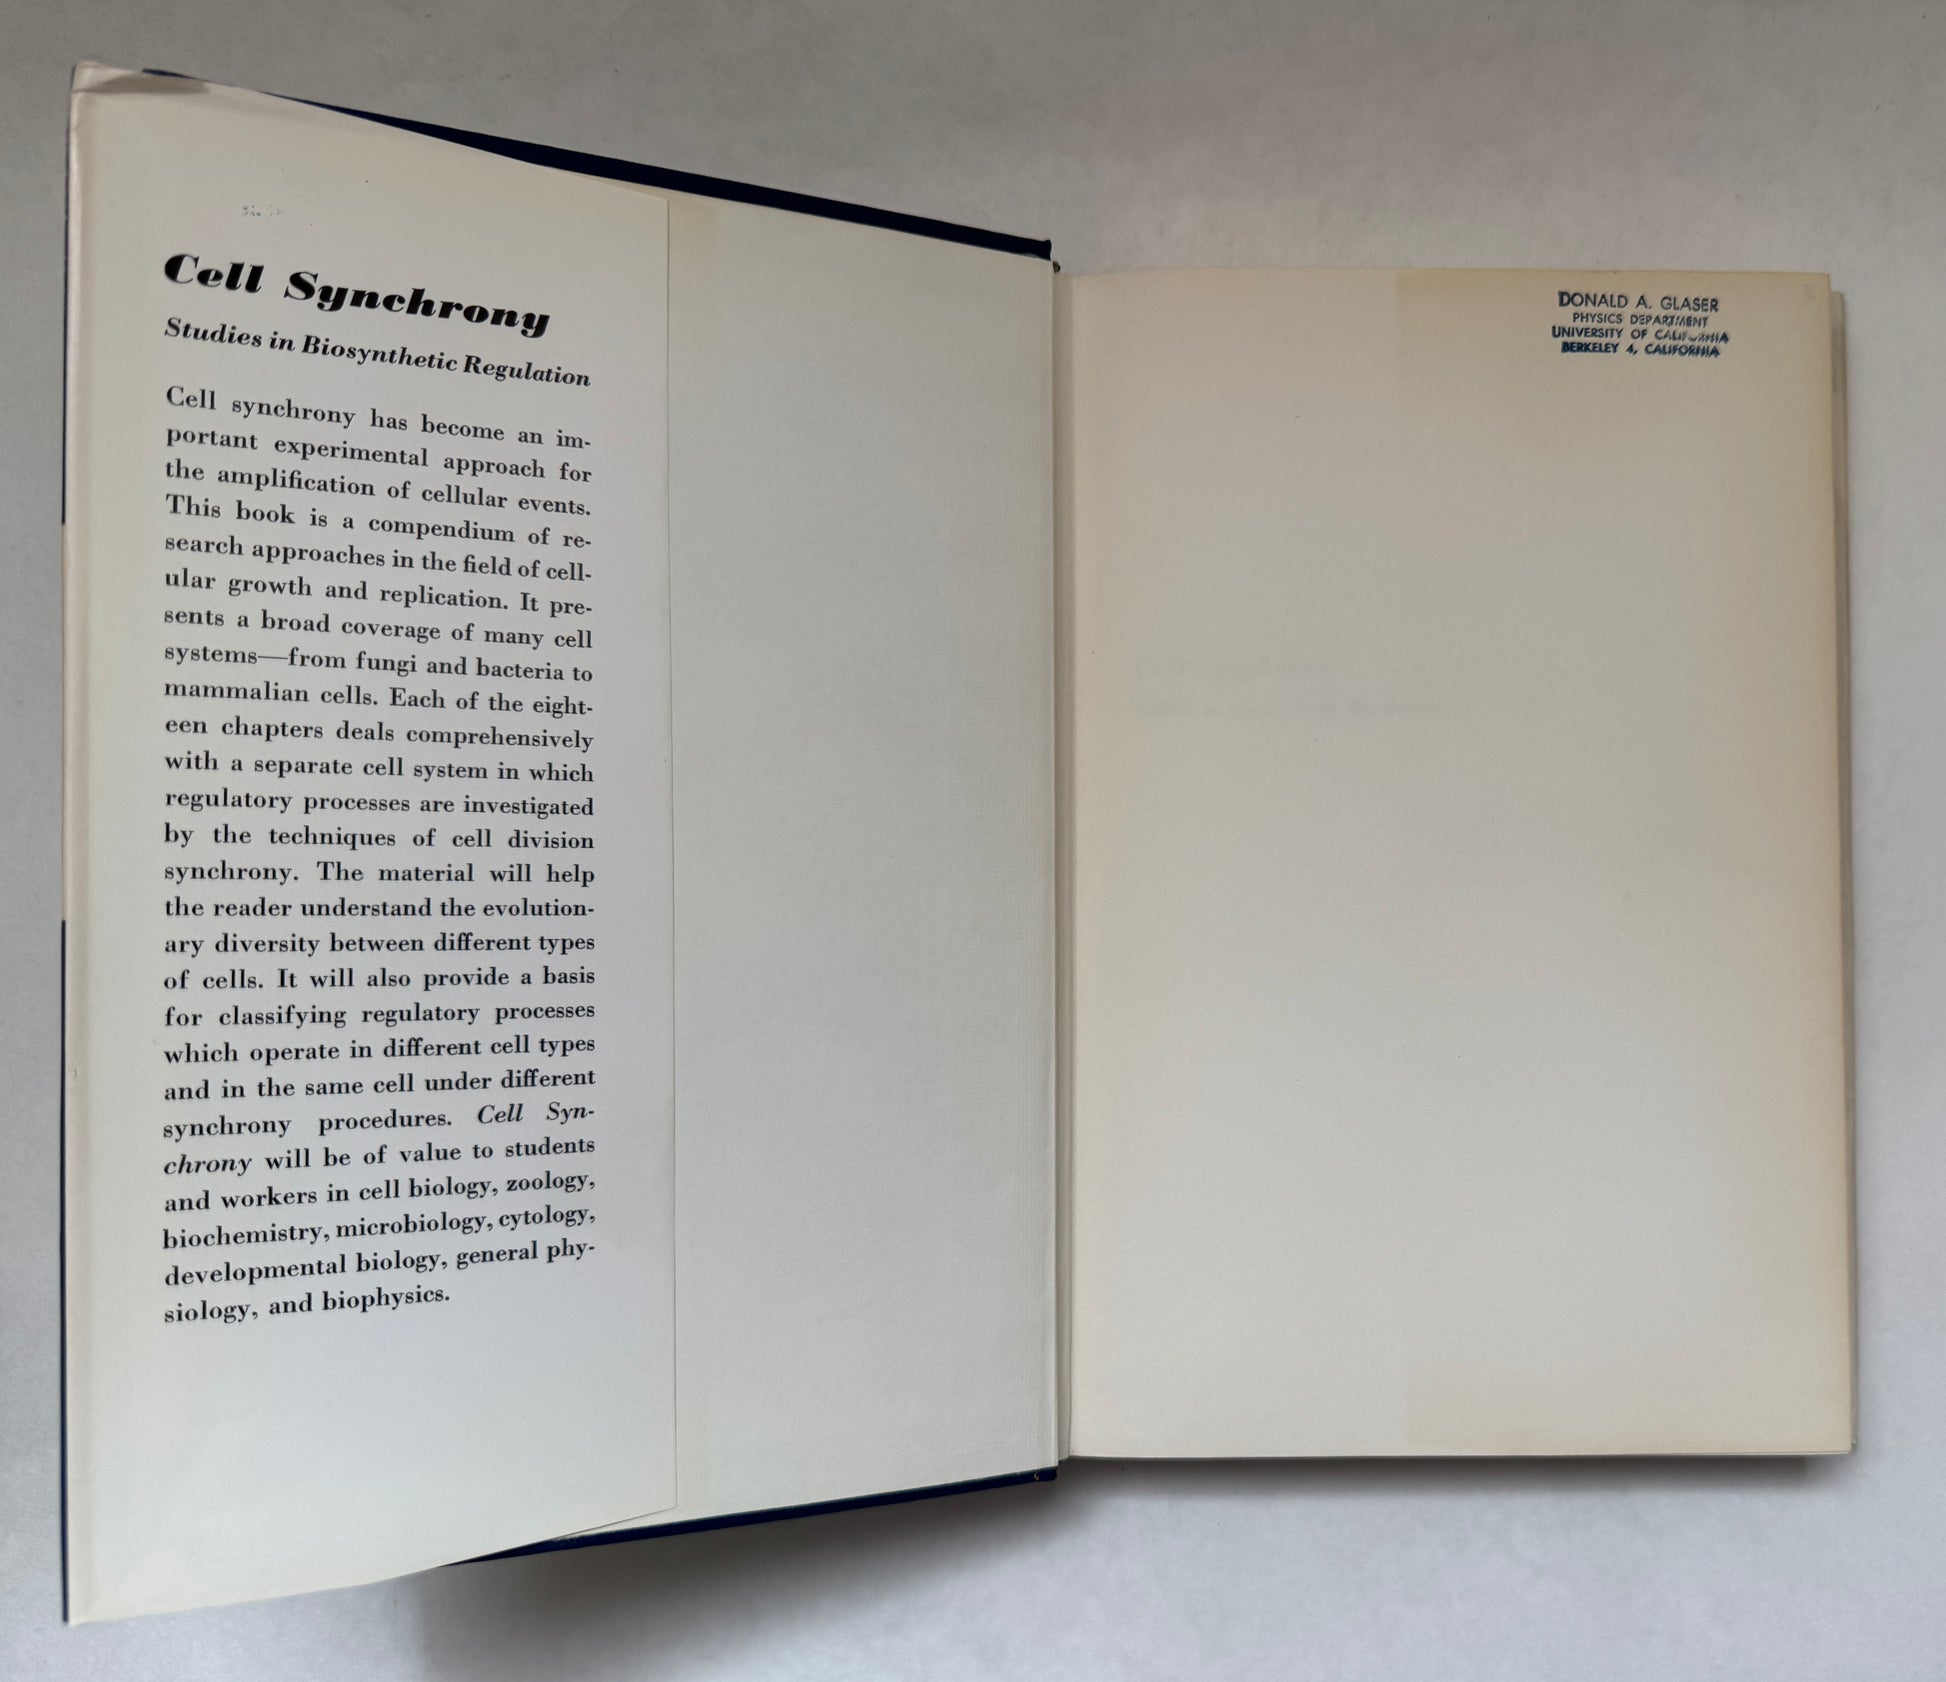 Cell Synchrony
Studies in Biosynthetic Regulation
Cell synchrony has become an im-
portant experimental approach for
the amplification of cellular events.
This book is a compendium of re-
search approaches in the field of cell-
ular growth and replication. It pre-
sents a broad coverage of many cell
systems—from fungi and bacteria to
mammalian cells. Each of the eight-
een chapters deals comprehensively
with a separate cell system in which
regulatory processes are investigated
by the techniques of cell division
synchrony. The material will help
the reader understand the evolution-
ary diversity between different types
of cells. It will also provide a basis
for classifying regulatory processes
which operate in different cell types
and in the same cell under different
synchrony procedures. Cell Syn-
chrony will be of value to students
and workers in cell biology, zoology,
biochemistry, microbiology, cytology,
developmental biology, general phy-
siology, and biophysics.
DONALD A. GLASER
PHYSICS DEPARTMENT
UNIVERSITY OF CALIFORNIA
BERKELEY 4, CALIFORNIA